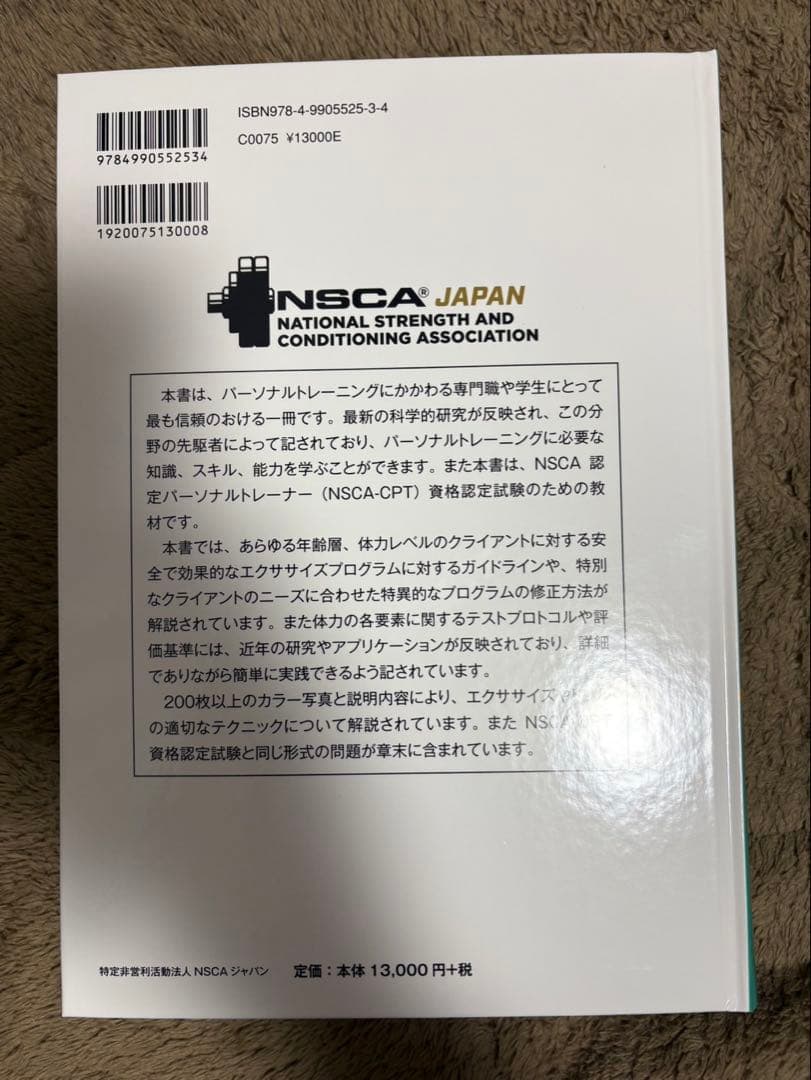 ISBN978-4-9905525-3-4
C0075 ¥13000E
9784990552534
1920075130008
NSCA® JAPAN
NATIONAL STRENGTH AND
CONDITIONING ASSOCIATION
本書は、パーソナルトレーニングにかかわる専門職や学生にとって
最も信頼のおける一冊です。最新の科学的研究が反映され、この分
野の先駆者によって記されており、パーソナルトレーニングに必要な
知識、スキル、能力を学ぶことができます。また本書は、NSCA 認
定パーソナルトレーナー（NSCA-CPT）資格認定試験のための教
材です。
本書では、あらゆる年齢層、体力レベルのクライアントに対する安
全で効果的なエクササイズプログラムに対するガイドラインや、特別
なクライアントのニーズに合わせた特異的なプログラムの修正方法が
解説されています。また体力の各要素に関するテストプロトコルや評
価基準には、近年の研究やアプリケーションが反映されており、詳細
でありながら簡単に実践できるよう記されています。
200枚以上のカラー写真と説明内容により、エクササイズ
の適切なテクニックについて解説されています。また NSCA
資格認定試験と同じ形式の問題が章末に含まれています。
特定非営利活動法人 NSCA ジャパン
定価：本体 13,000 円+税